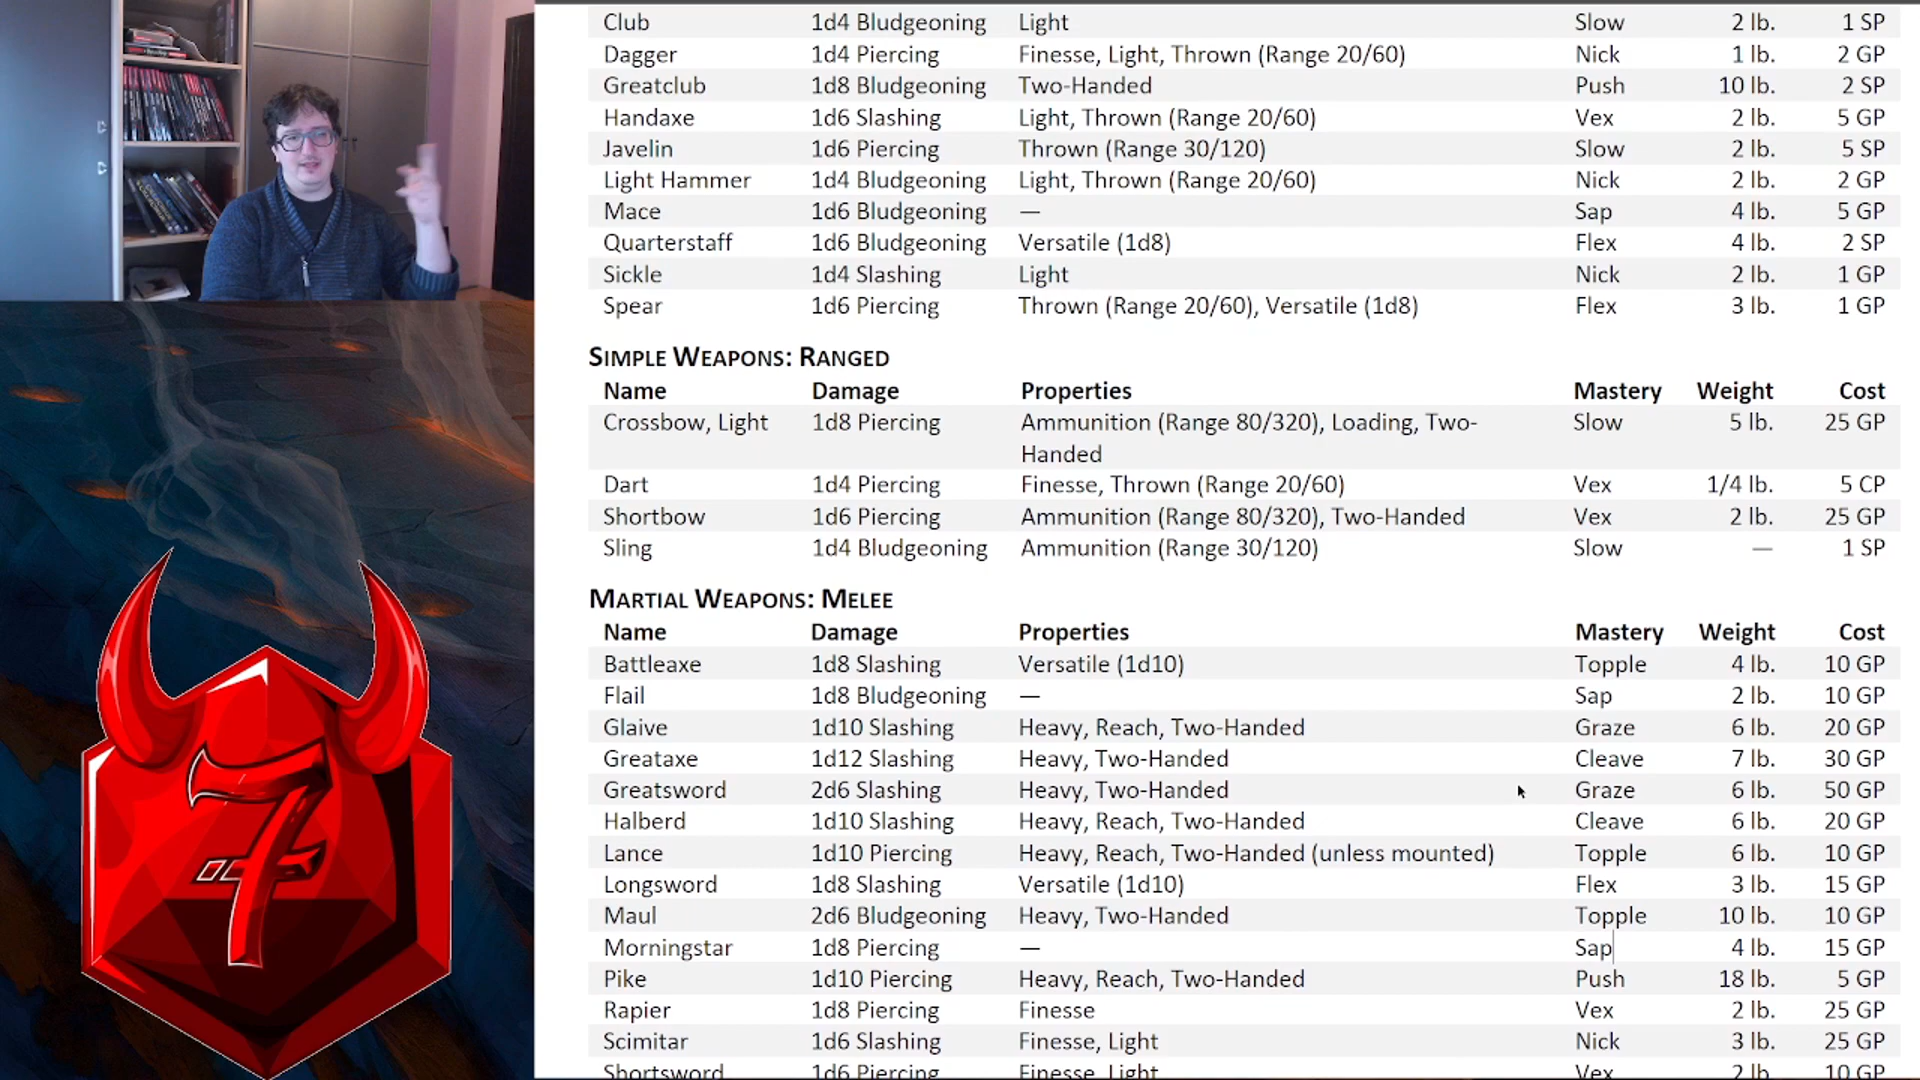 Club 1d4 Bludgeoning Light Slow 2 lb. 1 SP
Dagger 1d4 Piercing Finesse, Light, Thrown (Range 20/60) Nick 1 lb. 2 GP
Greatclub 1d8 Bludgeoning Two-Handed Push 10 lb. 2 SP
Handaxe 1d6 Slashing Light, Thrown (Range 20/60) Vex 2 lb. 5 GP
Javelin 1d6 Piercing Thrown (Range 30/120) Slow 2 lb. 5 SP
Light Hammer 1d4 Bludgeoning Light, Thrown (Range 20/60) Nick 2 lb. 2 GP
Mace 1d6 Bludgeoning — Sap 4 lb. 5 GP
Quarterstaff 1d6 Bludgeoning Versatile (1d8) Flex 4 lb. 2 SP
Sickle 1d4 Slashing Light Nick 2 lb. 1 GP
Spear 1d6 Piercing Thrown (Range 20/60), Versatile (1d8) Flex 3 lb. 1 GP
SIMPLE WEAPONS: RANGED
Name Damage Properties Mastery Weight Cost
Crossbow, Light 1d8 Piercing Ammunition (Range 80/320), Loading, Two- Slow 5 lb. 25 GP
Handed
Dart 1d4 Piercing Finesse, Thrown (Range 20/60) Vex 1/4 lb. 5 CP
Shortbow 1d6 Piercing Ammunition (Range 80/320), Two-Handed Vex 2 lb. 25 GP
Sling 1d4 Bludgeoning Ammunition (Range 30/120) Slow — 1 SP
MARTIAL WEAPONS: MELEE
Name Damage Properties Mastery Weight Cost
Battleaxe 1d8 Slashing Versatile (1d10) Topple 4 lb. 10 GP
Flail 1d8 Bludgeoning — Sap 2 lb. 10 GP
Glaive 1d10 Slashing Heavy, Reach, Two-Handed Graze 6 lb. 20 GP
Greataxe 1d12 Slashing Heavy, Two-Handed Cleave 7 lb. 30 GP
Greatsword 2d6 Slashing Heavy, Two-Handed Graze 6 lb. 50 GP
Halberd 1d10 Slashing Heavy, Reach, Two-Handed Cleave 6 lb. 20 GP
Lance 1d10 Piercing Heavy, Reach, Two-Handed (unless mounted) Topple 6 lb. 10 GP
Longsword 1d8 Slashing Versatile (1d10) Flex 3 lb. 15 GP
Maul 2d6 Bludgeoning Heavy, Two-Handed Topple 10 lb. 10 GP
Morningstar 1d8 Piercing — Sap 4 lb. 15 GP
Pike 1d10 Piercing Heavy, Reach, Two-Handed Push 18 lb. 5 GP
Rapier 1d8 Piercing Finesse Vex 2 lb. 25 GP
Scimitar 1d6 Slashing Finesse, Light Nick 3 lb. 25 GP
Shortsword 1d6 Piercing Finesse, Light Vex 2 lb. 10 GP
7